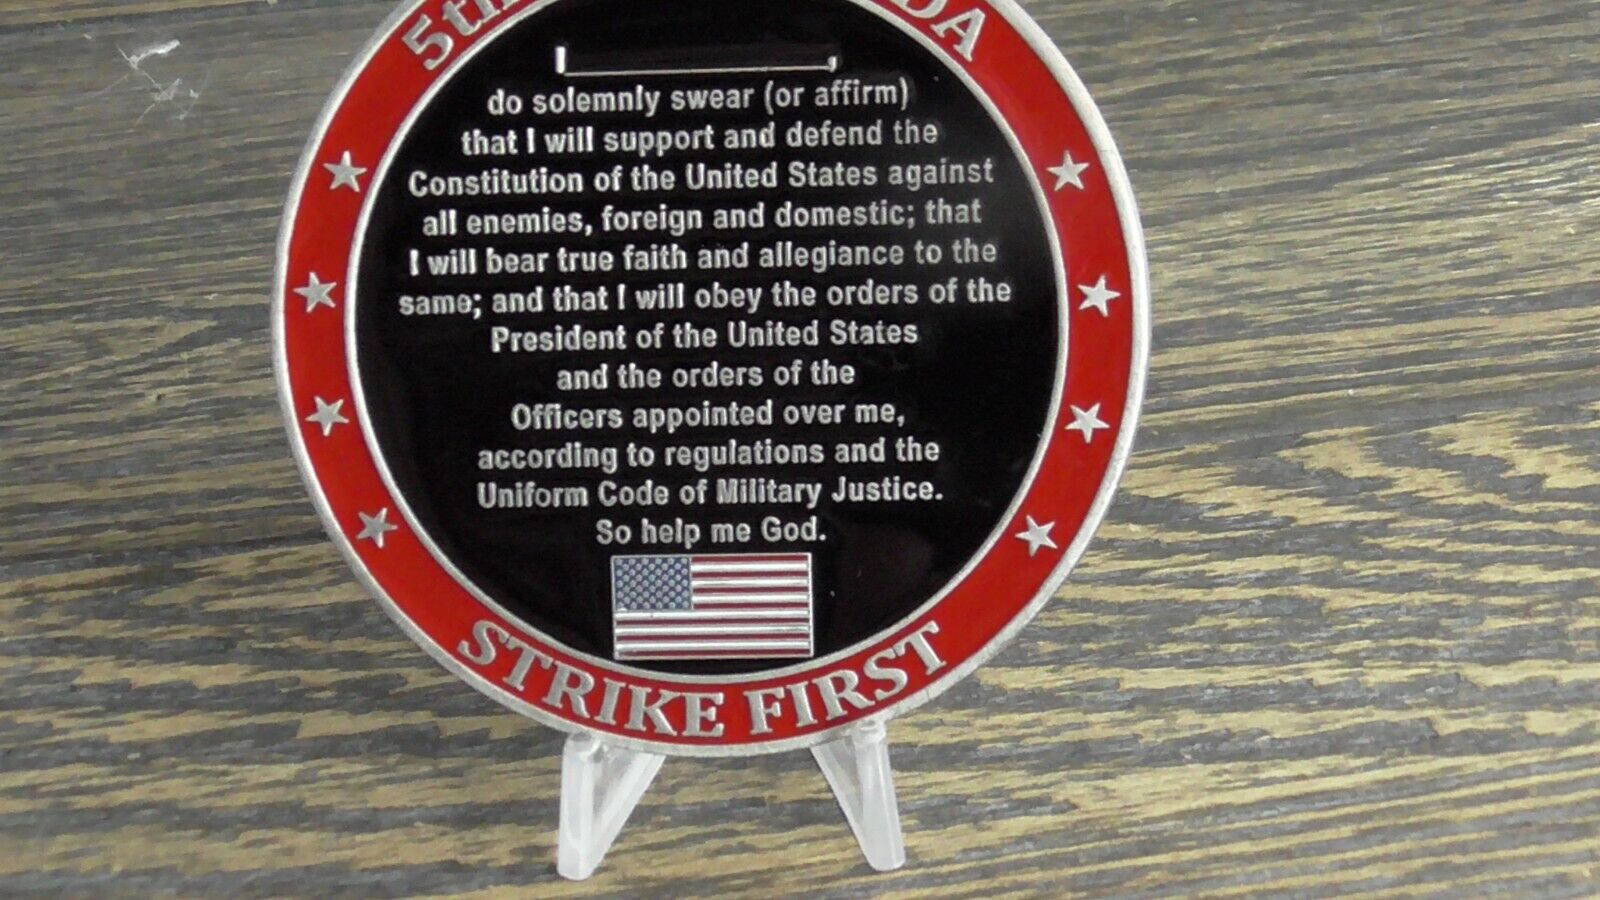 5th
I ____________,
do solemnly swear (or affirm)
that I will support and defend the
Constitution of the United States against
all enemies, foreign and domestic; that
I will bear true faith and allegiance to the
same; and that I will obey the orders of the
President of the United States
and the orders of the
Officers appointed over me,
according to regulations and the
Uniform Code of Military Justice.
So help me God.
STRIKE FIRST